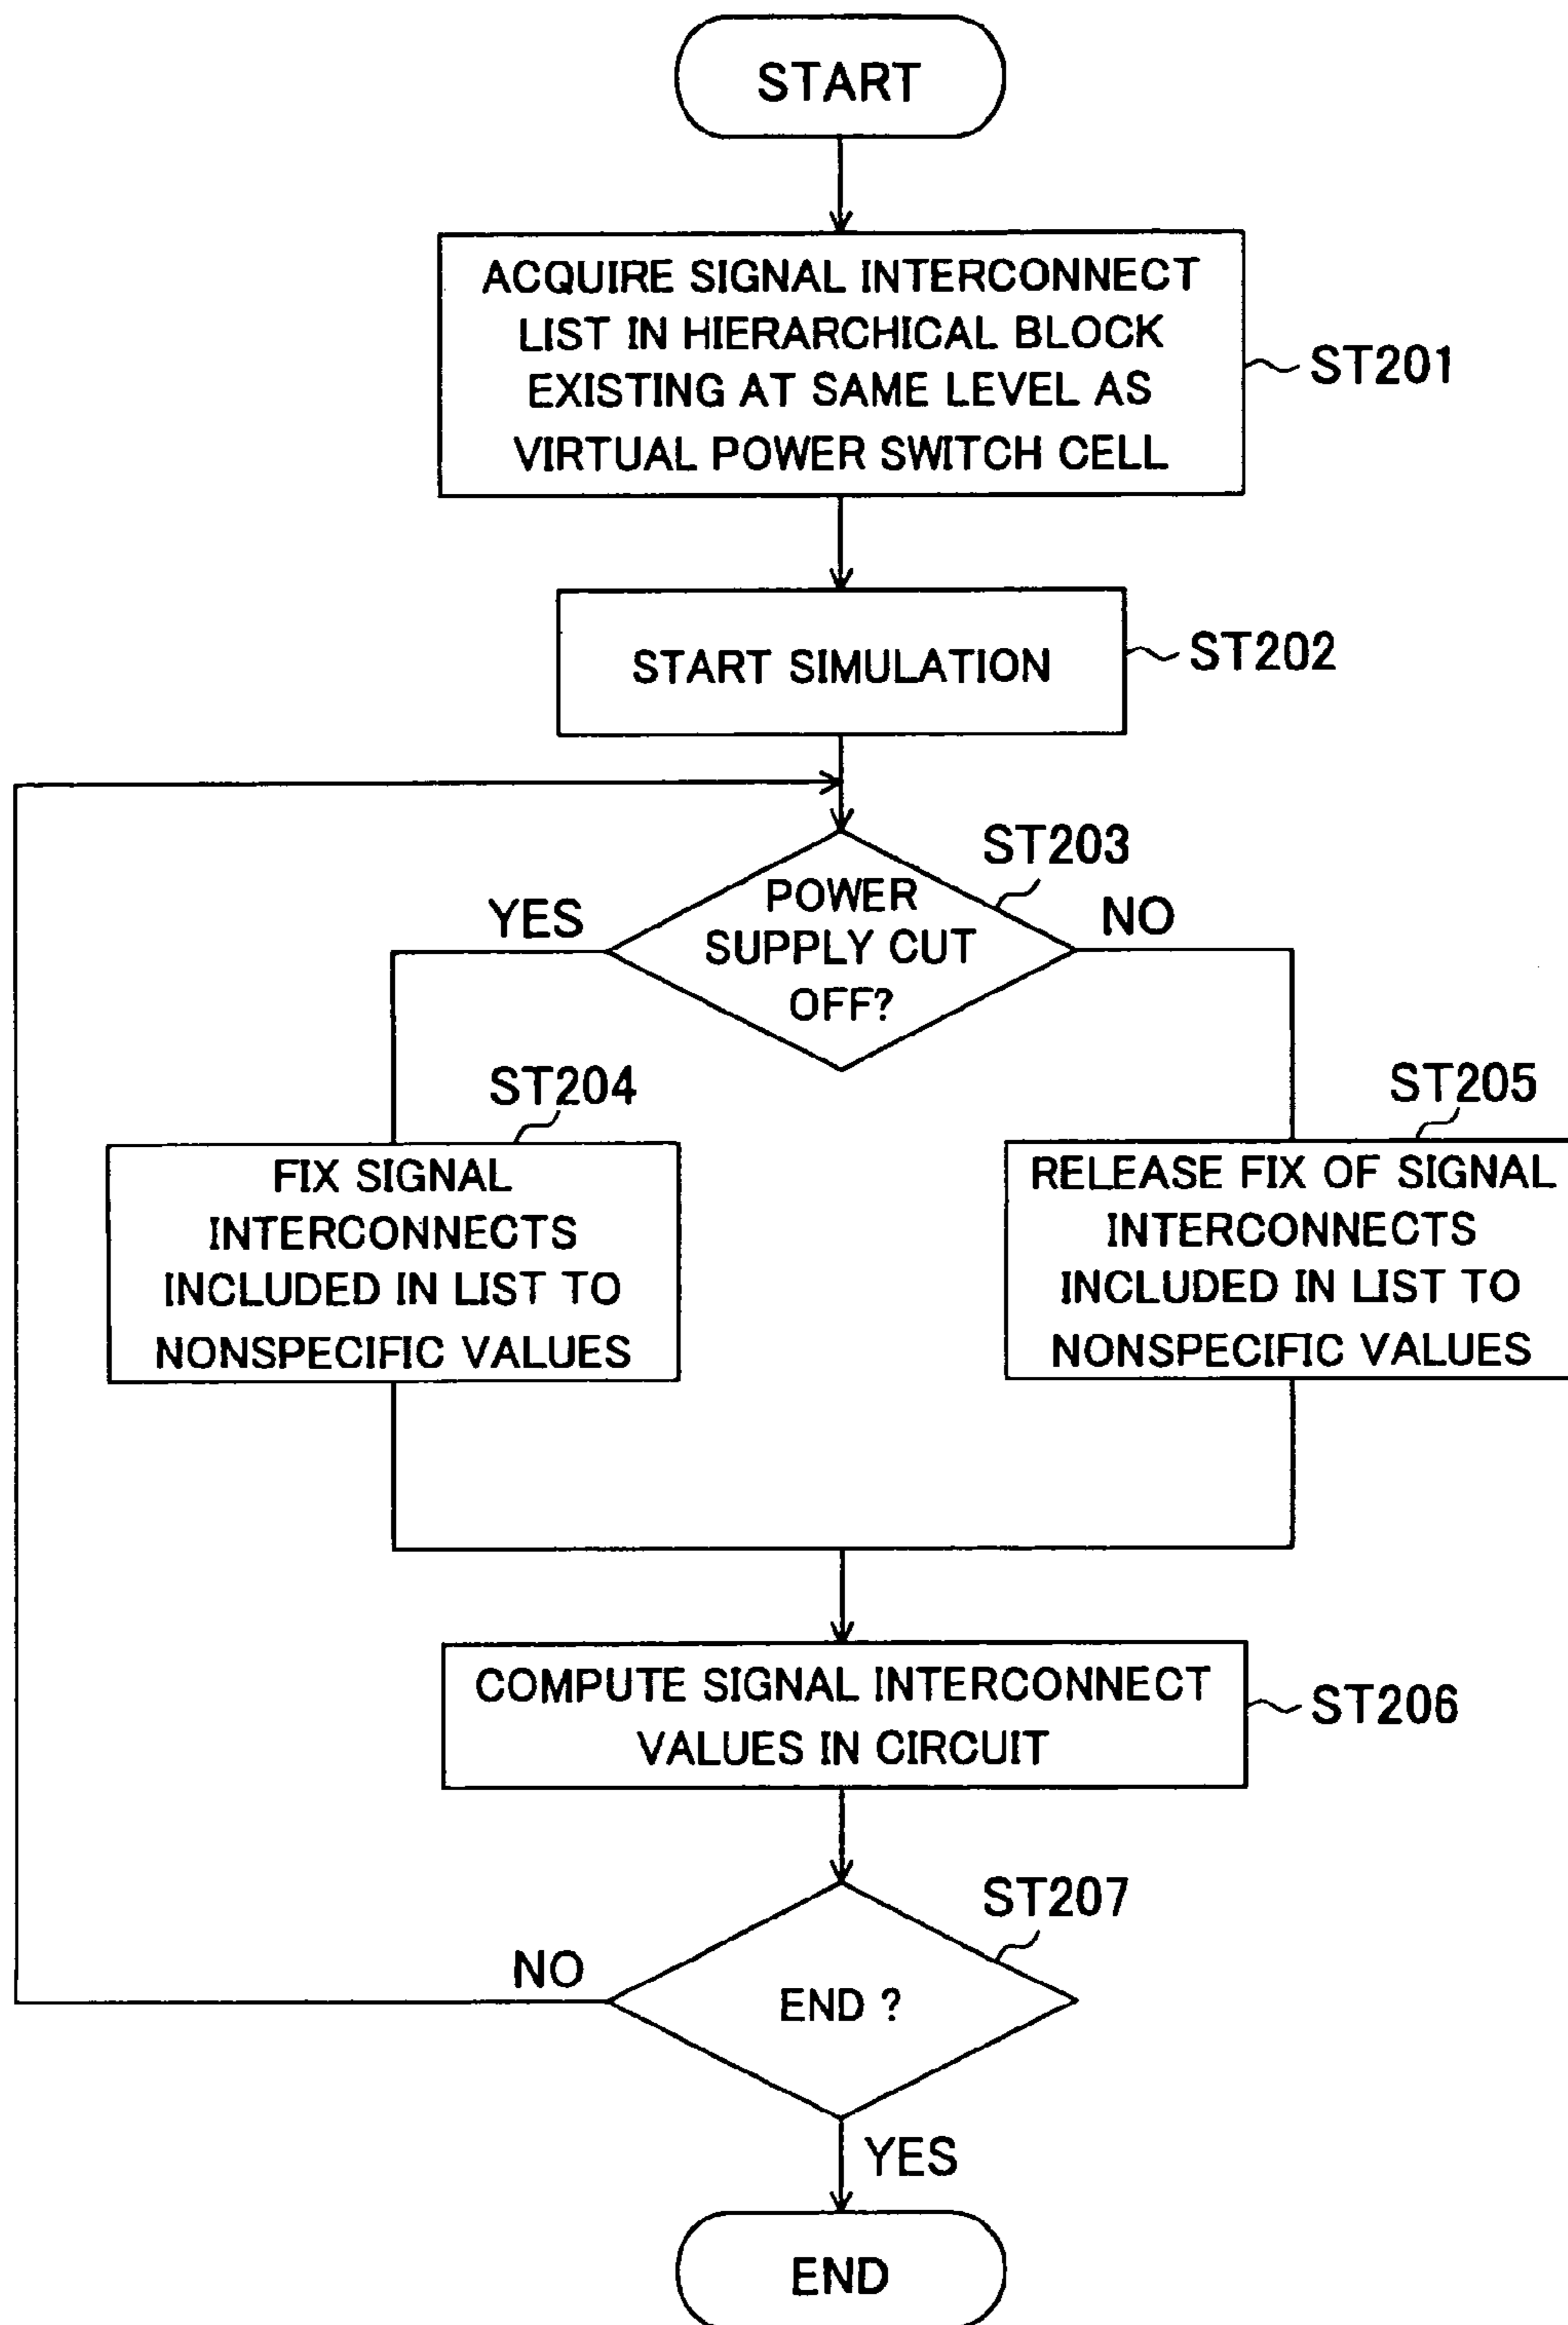 START
ACQUIRE SIGNAL INTERCONNECT
LIST IN HIERARCHICAL BLOCK
EXISTING AT SAME LEVEL AS
VIRTUAL POWER SWITCH CELL
ST201
START SIMULATION
ST202
ST203
POWER
SUPPLY CUT
OFF?
YES
NO
ST204
FIX SIGNAL
INTERCONNECTS
INCLUDED IN LIST TO
NONSPECIFIC VALUES
ST205
RELEASE FIX OF SIGNAL
INTERCONNECTS
INCLUDED IN LIST TO
NONSPECIFIC VALUES
COMPUTE SIGNAL INTERCONNECT
VALUES IN CIRCUIT
ST206
ST207
NO
END ?
YES
END